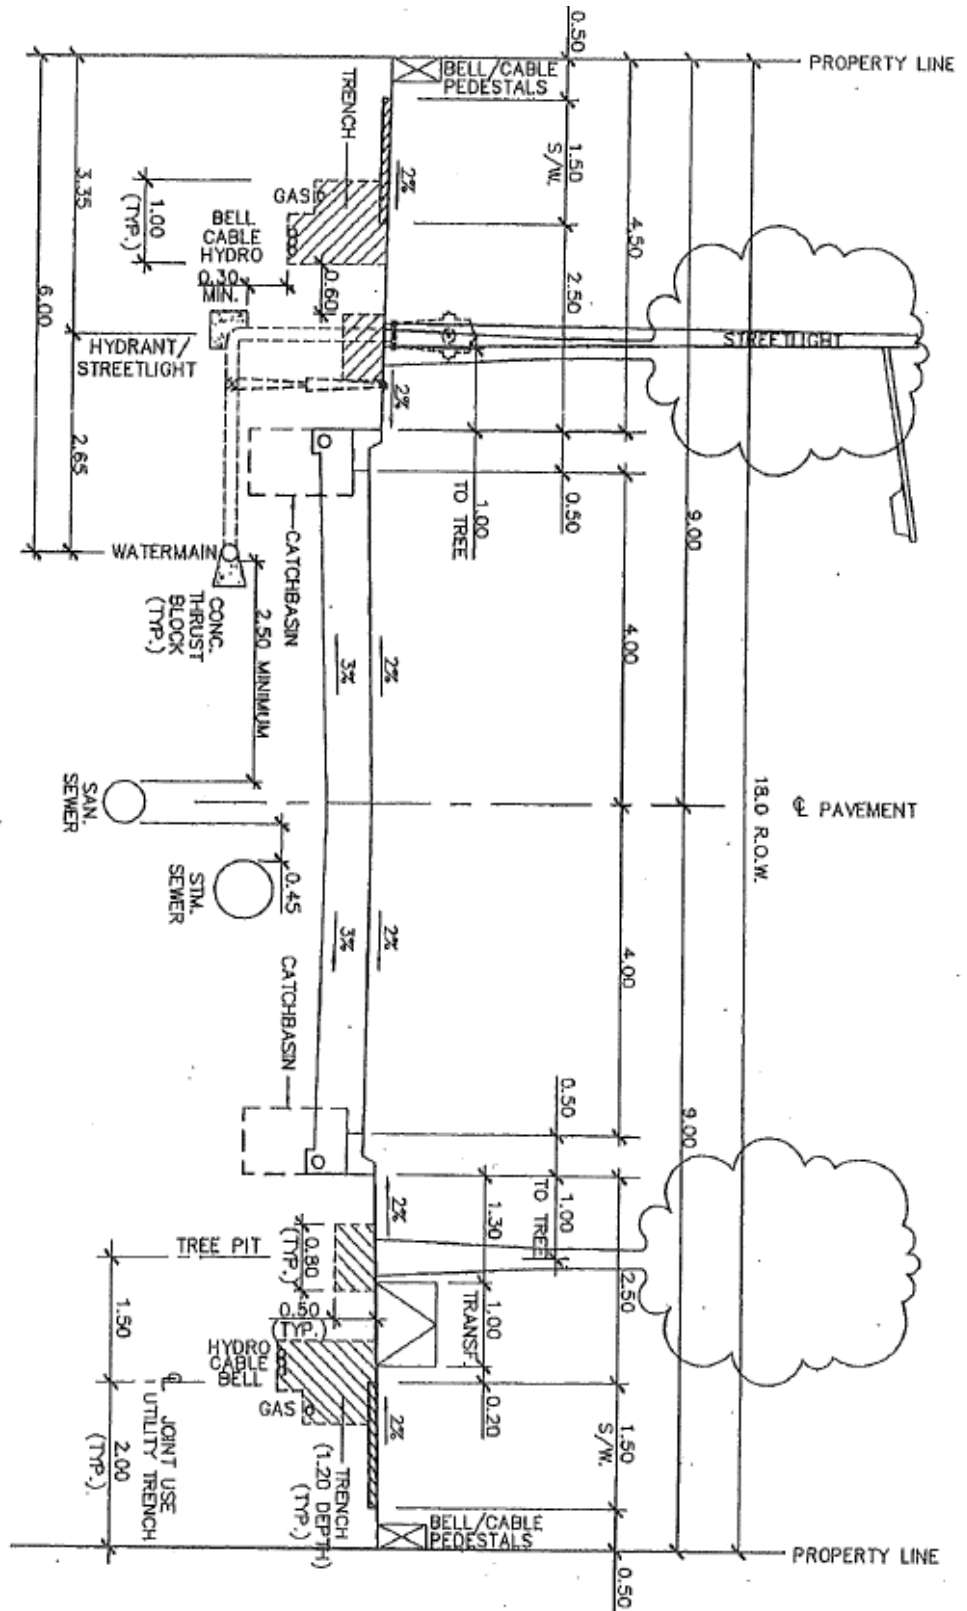 0.50
PROPERTY LINE
BELL/CABLE
PEDESTALS
TRENCH
1.50
S/W.
2%
3.35
1.00
(TYP.)
GAS
BELL
CABLE
HYDRO
0.30
MIN.
0.60
4.50
2.50
6.00
HYDRANT/
STREETLIGHT
STREETLIGHT
2%
2.65
1.00
TO TREE
0.50
9.00
WATERMAIN
CATCHBASIN
CONC.
THRUST
BLOCK
(TYP.)
2.50 MINIMUM
3%
2%
4.00
SAN.
SEWER
18.0 R.O.W.
℄ PAVEMENT
STM.
SEWER
0.45
3%
2%
4.00
CATCHBASIN
0.50
9.00
2%
1.30
1.00
TO TREE
TREE PIT
0.80
(TYP.)
2.50
1.50
0.50
(TYP.)
1.00
TRANSF.
HYDRO
CABLE
BELL
℄ JOINT USE
UTILITY TRENCH
GAS
2%
0.20
1.50
S/W.
2.00
(TYP.)
TRENCH
(1.20 DEPTH)
(TYP.)
BELL/CABLE
PEDESTALS
PROPERTY LINE
0.50